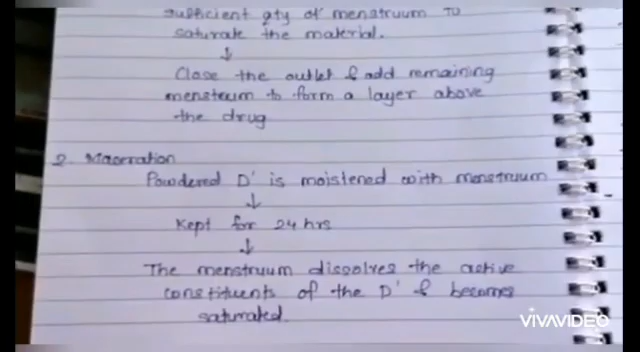 sufficient qty of menstruum to
saturate the material.
↓
Close the outlet & add remaining
menstruum to form a layer above
the drug
2. Maceration
Powdered D' is moistened with menstruum
↓
Kept for 24 hrs
↓
The menstruum dissolves the active
constituents of the D' & becomes
saturated.
VIVAVIDEO